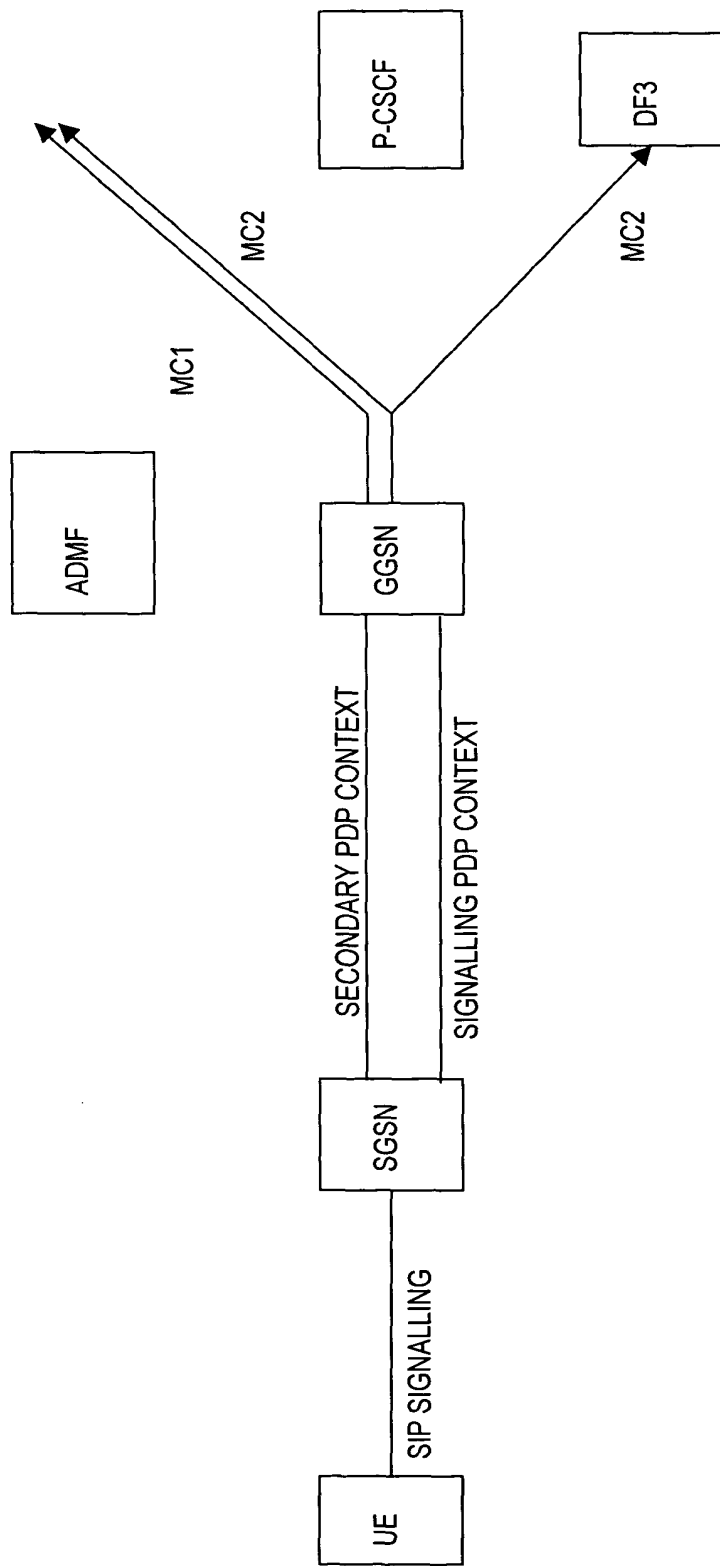 ADMF
MC1
MC2
P-CSCF
SECONDARY PDP CONTEXT
UE
SIP SIGNALLING
SGSN
GGSN
SIGNALLING PDP CONTEXT
MC2
DF3